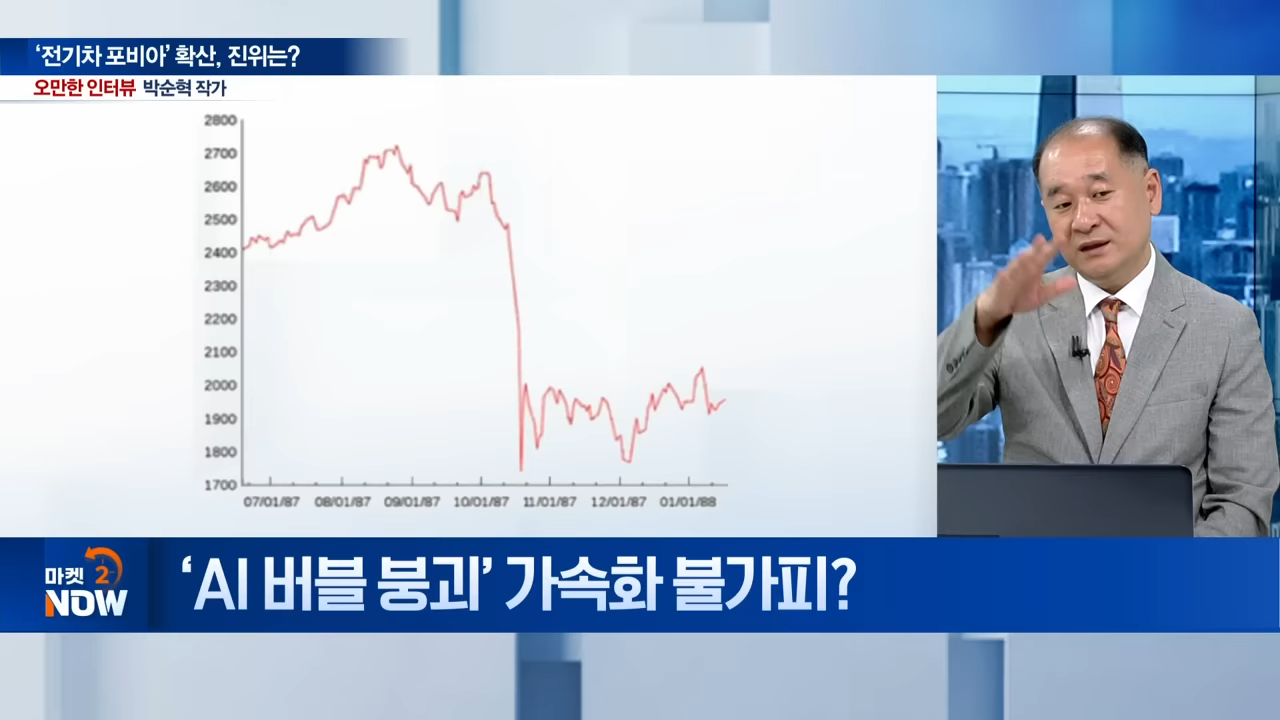 ‘전기차 포비아’ 확산, 진위는?
오만한 인터뷰 박순혁 작가
2800
2700
2600
2500
2400
2300
2200
2100
2000
1900
1800
1700
07/01/87 08/01/87 09/01/87 10/01/87 11/01/87 12/01/87 01/01/88
마켓 2
NOW
‘AI 버블 붕괴’ 가속화 불가피?